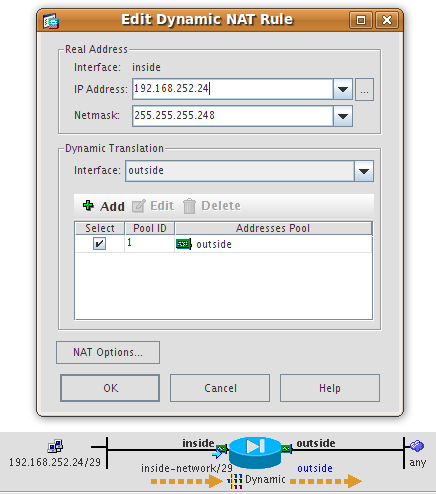 Edit Dynamic NAT Rule
Real Address
Interface: inside
IP Address: 192.168.252.24
...
Netmask: 255.255.255.248
Dynamic Translation
Interface: outside
Add Edit Delete
Select Pool ID Addresses Pool
1 outside
NAT Options...
OK Cancel Help
inside outside
192.168.252.24/29 inside-network/29 outside any
Dynamic